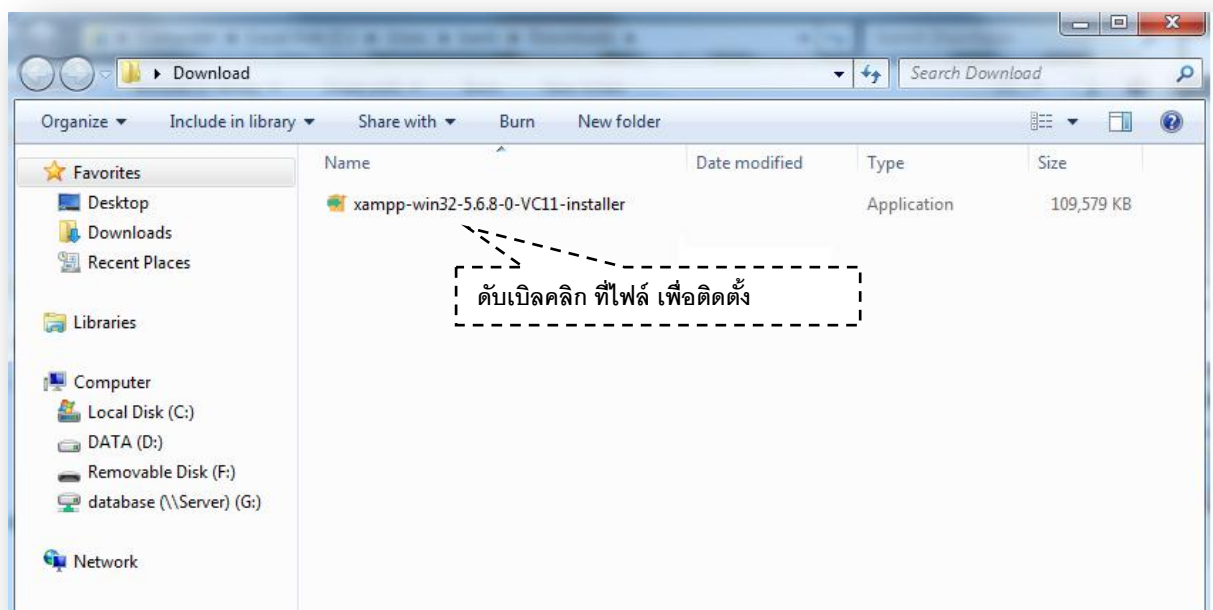 Download
Search Download
Organize
Include in library
Share with
Burn
New folder
Name
Date modified
Type
Size
Favorites
Desktop
Downloads
Recent Places
Libraries
Computer
Local Disk (C:)
DATA (D:)
Removable Disk (F:)
database (\\Server) (G:)
Network
xampp-win32-5.6.8-0-VC11-installer
Application
109,579 KB
ดับเบิลคลิก ที่ไฟล์ เพื่อติดตั้ง